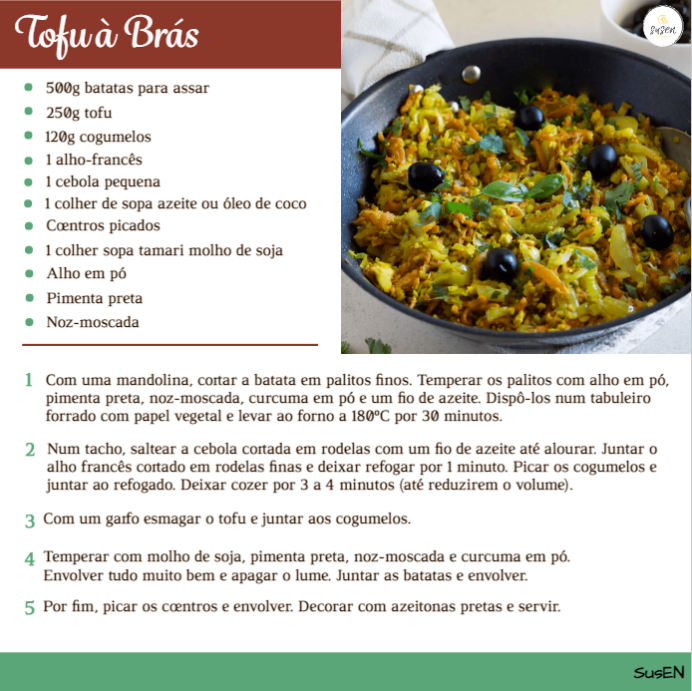 Tofu à Brás
susen
500g batatas para assar
250g tofu
120g cogumelos
1 alho-francês
1 cebola pequena
1 colher de sopa azeite ou óleo de coco
Cœntros picados
1 colher sopa tamari molho de soja
Alho em pó
Pimenta preta
Noz-moscada
1 Com uma mandolina, cortar a batata em palitos finos. Temperar os palitos com alho em pó,
pimenta preta, noz-moscada, curcuma em pó e um fio de azeite. Dispô-los num tabuleiro
forrado com papel vegetal e levar ao forno a 180ºC por 30 minutos.
2 Num tacho, saltear a cebola cortada em rodelas com um fio de azeite até alourar. Juntar o
alho francês cortado em rodelas finas e deixar refogar por 1 minuto. Picar os cogumelos e
juntar ao refogado. Deixar cozer por 3 a 4 minutos (até reduzirem o volume).
3 Com um garfo esmagar o tofu e juntar aos cogumelos.
4 Temperar com molho de soja, pimenta preta, noz-moscada e curcuma em pó.
Envolver tudo muito bem e apagar o lume. Juntar as batatas e envolver.
5 Por fim, picar os cœntros e envolver. Decorar com azeitonas pretas e servir.
SusEN